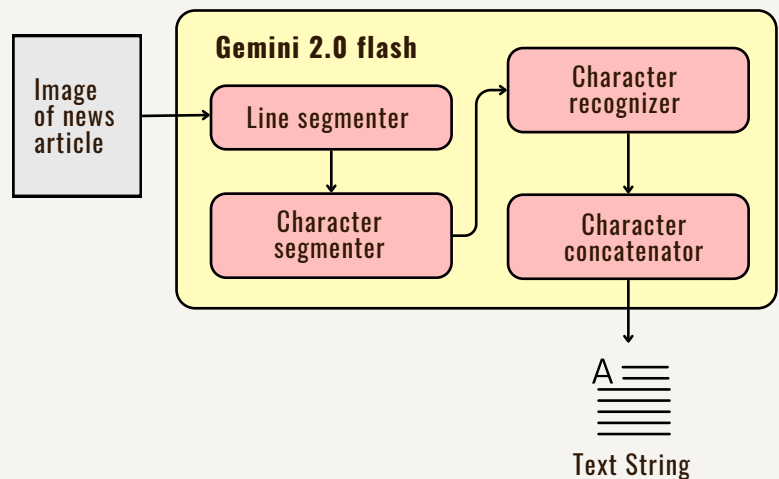 Gemini 2.0 flash
Image
of news
article
Line segmenter
Character
segmenter
Character
recognizer
Character
concatenator
A
Text String